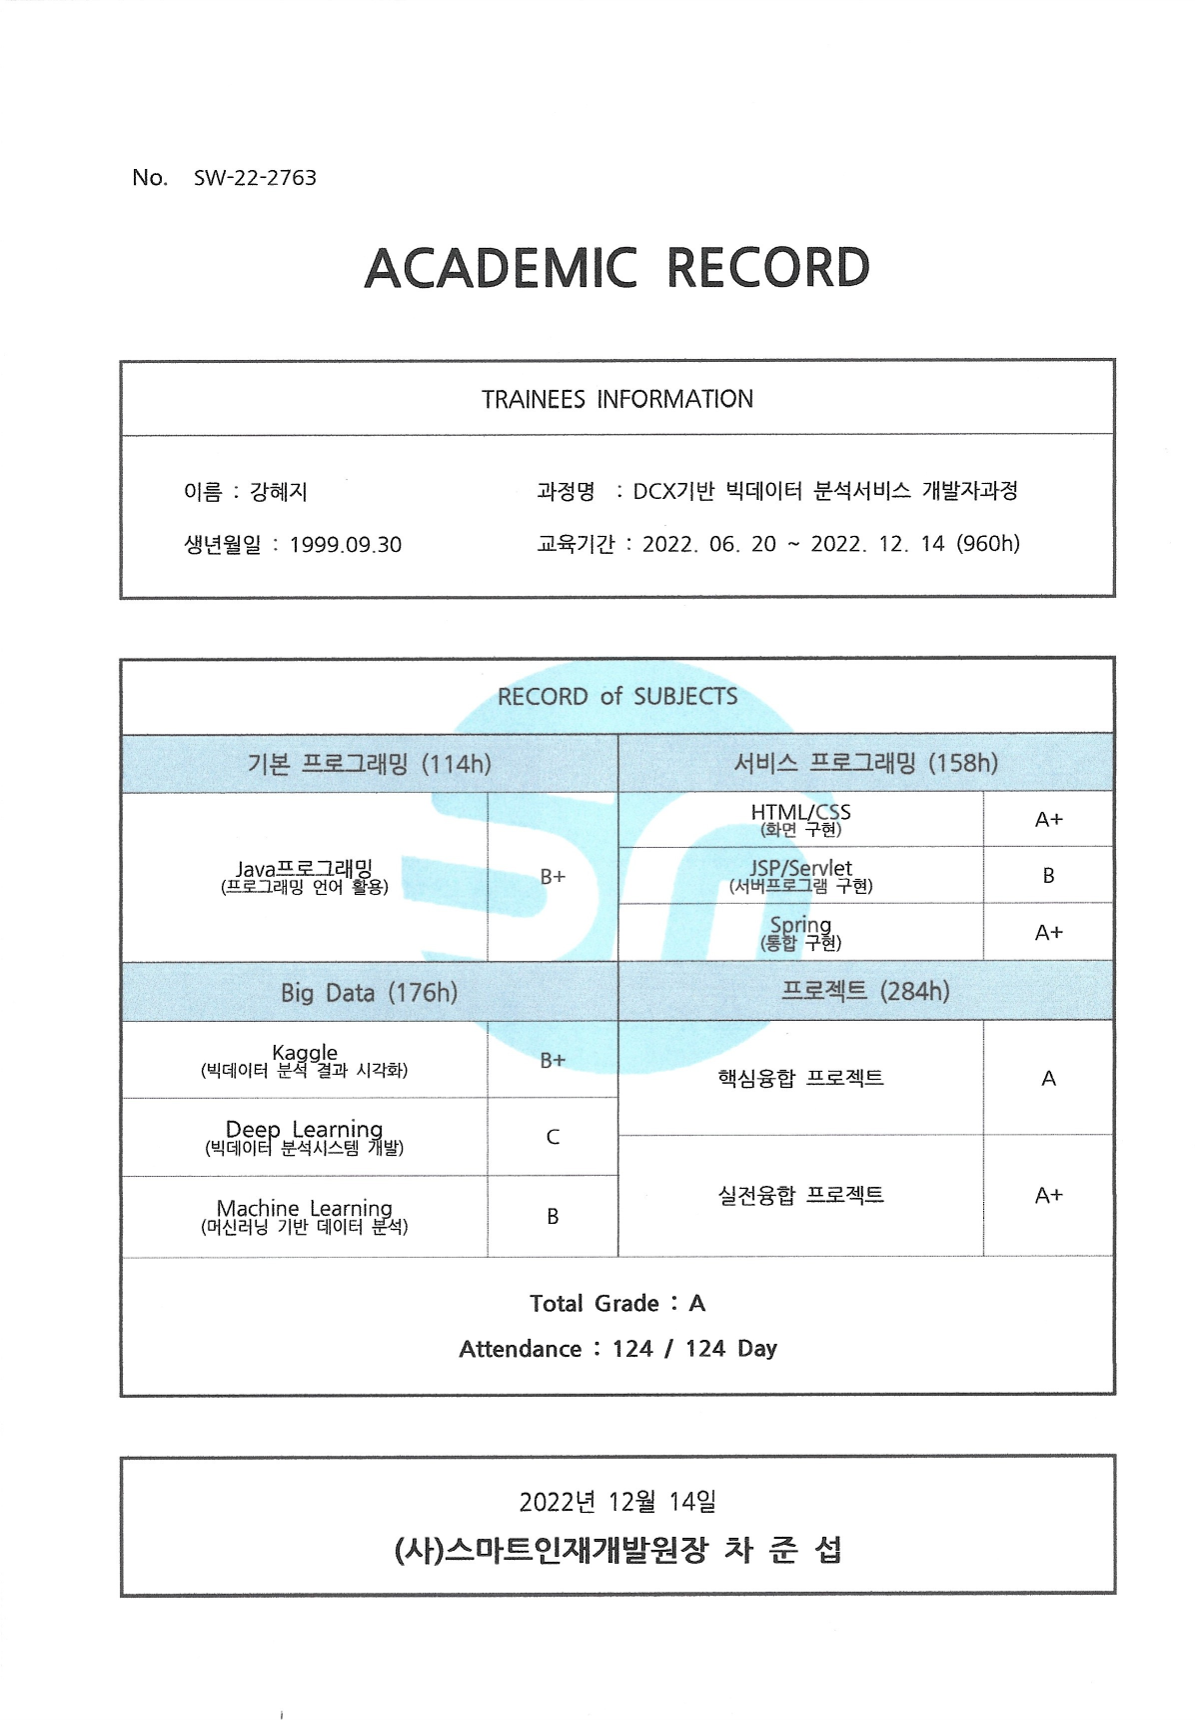 No. SW-22-2763
ACADEMIC RECORD
TRAINEES INFORMATION
이름 : 강혜지
과정명 : DCX기반 빅데이터 분석서비스 개발자과정
생년월일 : 1999.09.30
교육기간 : 2022. 06. 20 ~ 2022. 12. 14 (960h)
RECORD of SUBJECTS
기본 프로그래밍 (114h)
Java프로그래밍
(프로그래밍 언어 활용)
B+
서비스 프로그래밍 (158h)
HTML/CSS
(화면 구현)
A+
JSP/Servlet
(서버프로그램 구현)
B
Spring
(통합 구현)
A+
Big Data (176h)
Kaggle
(빅데이터 분석 결과 시각화)
B+
Deep Learning
(빅데이터 분석시스템 개발)
C
Machine Learning
(머신러닝 기반 데이터 분석)
B
프로젝트 (284h)
핵심융합 프로젝트
A
실전융합 프로젝트
A+
Total Grade : A
Attendance : 124 / 124 Day
2022년 12월 14일
(사)스마트인재개발원장 차 준 섭